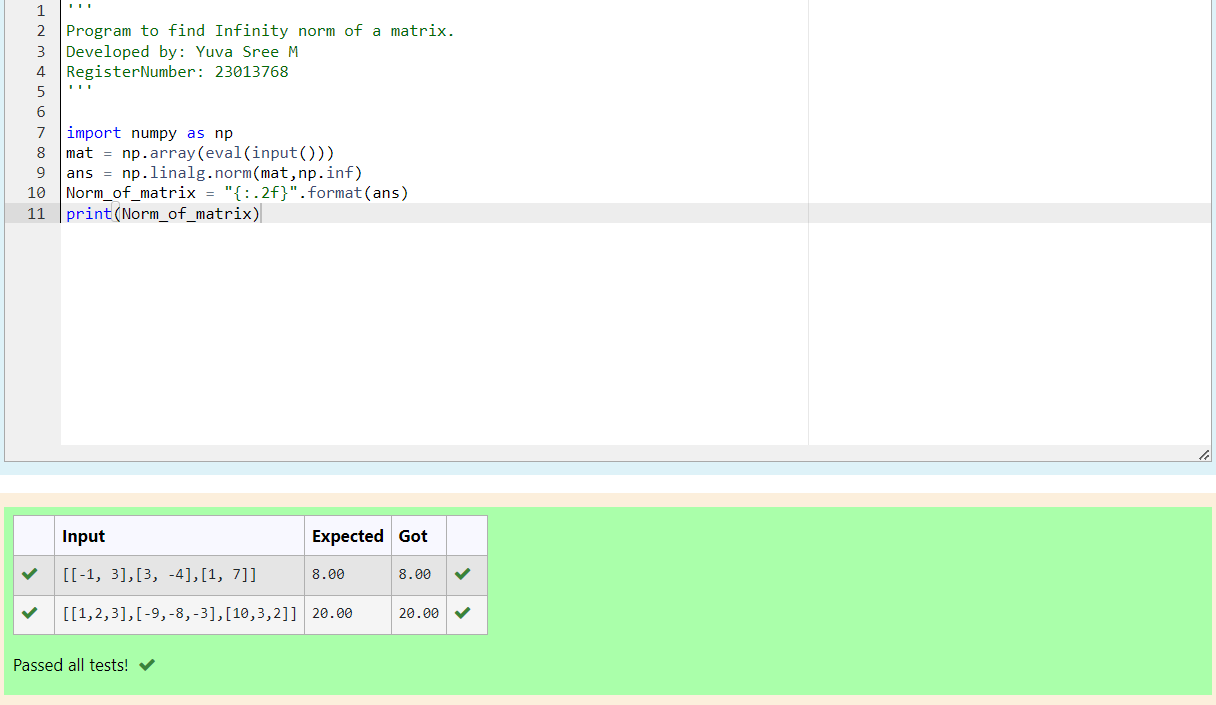 1 '''
2 Program to find Infinity norm of a matrix.
3 Developed by: Yuva Sree M
4 RegisterNumber: 23013768
5 '''
6
7 import numpy as np
8 mat = np.array(eval(input()))
9 ans = np.linalg.norm(mat,np.inf)
10 Norm_of_matrix = "{:.2f}".format(ans)
11 print(Norm_of_matrix)
Input Expected Got
[[-1, 3],[3, -4],[1, 7]] 8.00 8.00
[[1,2,3],[-9,-8,-3],[10,3,2]] 20.00 20.00
Passed all tests!